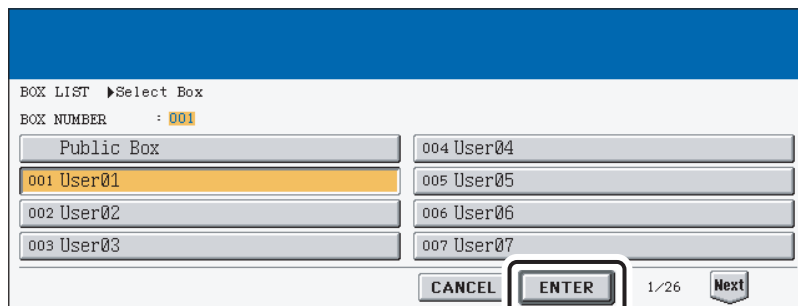 BOX LIST ▶Select Box
BOX NUMBER : 001
Public Box
001 User01
002 User02
003 User03
004 User04
005 User05
006 User06
007 User07
CANCEL ENTER 1/26 Next